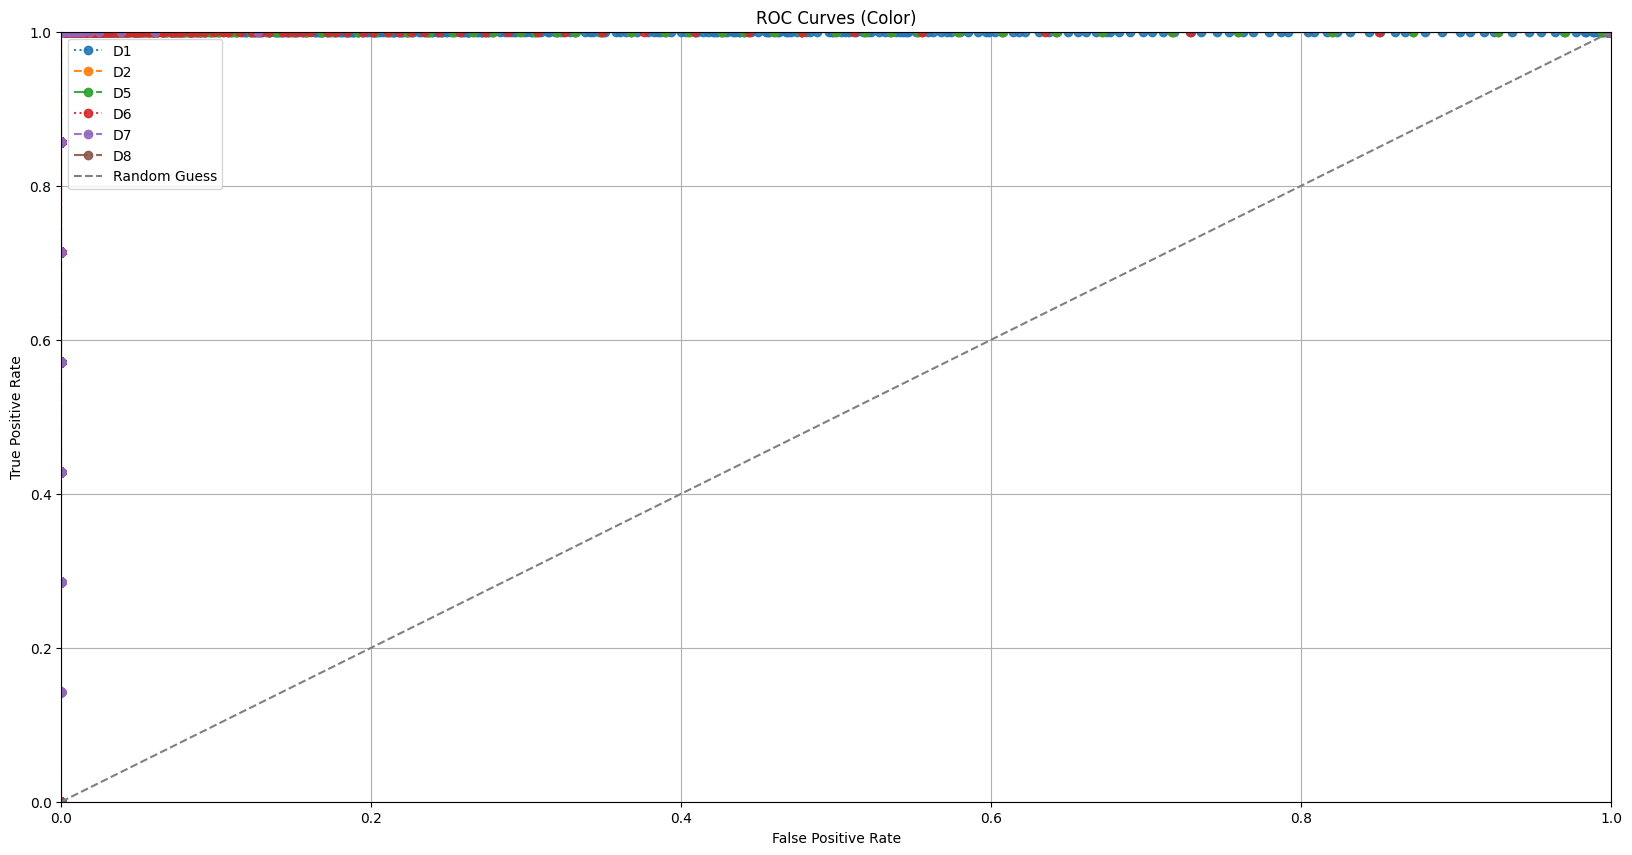 ROC Curves (Color)
1.0
0.8
0.6
0.4
0.2
0.0
True Positive Rate
D1
D2
D5
D6
D7
D8
Random Guess
0.0 0.2 0.4 0.6 0.8 1.0
False Positive Rate